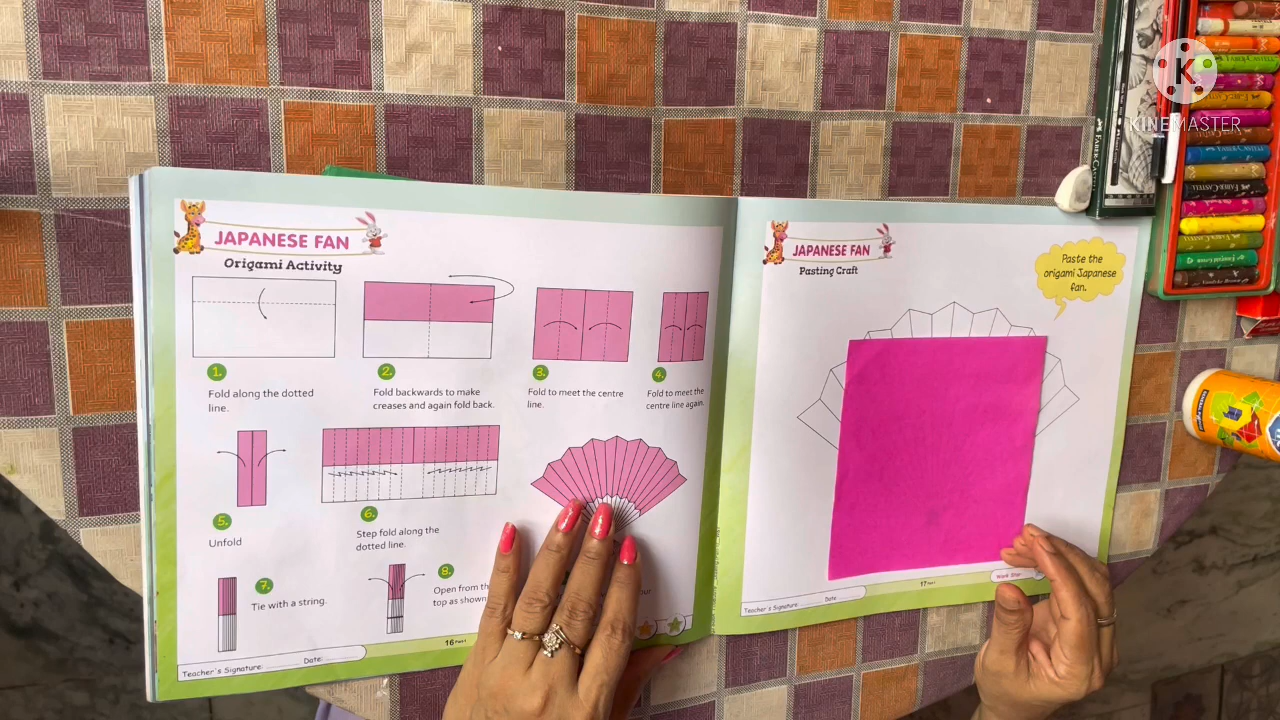 JAPANESE FAN
Origami Activity
1.
Fold along the dotted
line.
2.
Fold backwards to make
creases and again fold back.
3.
Fold to meet the centre
line.
4.
Fold to meet the
centre line again.
5.
Unfold
6.
Step fold along the
dotted line.
7.
Tie with a string.
8.
Open from th
top as shown
our
Teacher's Signature: Date:
16
JAPANESE FAN
Pasting Craft
Paste the
origami Japanese
fan.
17
Teacher's Signature: Date
KINEMASTER
K
FABER-CASTELL